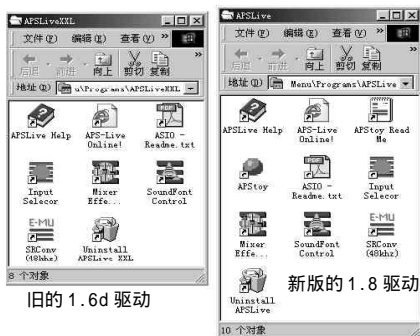 APSLiveXXL
文件(F) 编辑(E) 查看(V) »
后退 前进 向上 剪切 复制 »
地址(D) u\Programs\APSLiveXXL
APSLive Help APS-Live Online! ASIO - Readme.txt
Input Selecor Mixer Effe... SoundFont Control
E-MU
SRConv (48khz) Uninstall APSLive XXL
8 个对象
旧的1.6d 驱动
APSLive
文件(F) 编辑(E) 查看(V) »
后退 前进 向上 剪切 复制 »
地址(D) Menu\Programs\APSLive
APSLive Help APS-Live Online! APStoy Read Me
APStoy ASIO - Readme.txt Input Selecor
E-MU
Mixer Effe... SoundFont Control SRConv (48khz)
Uninstall APSLive
10 个对象
新版的1.8 驱动